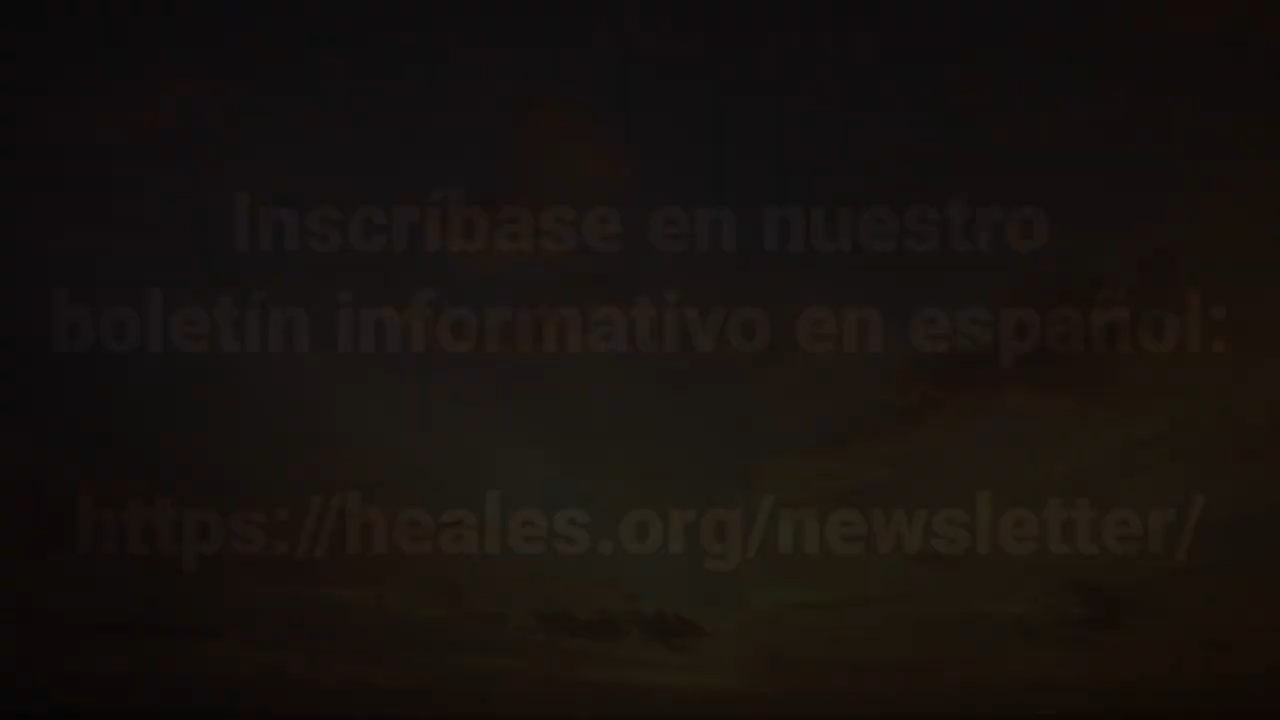 Inscríbase en nuestro
boletín informativo en español:
https://heales.org/newsletter/